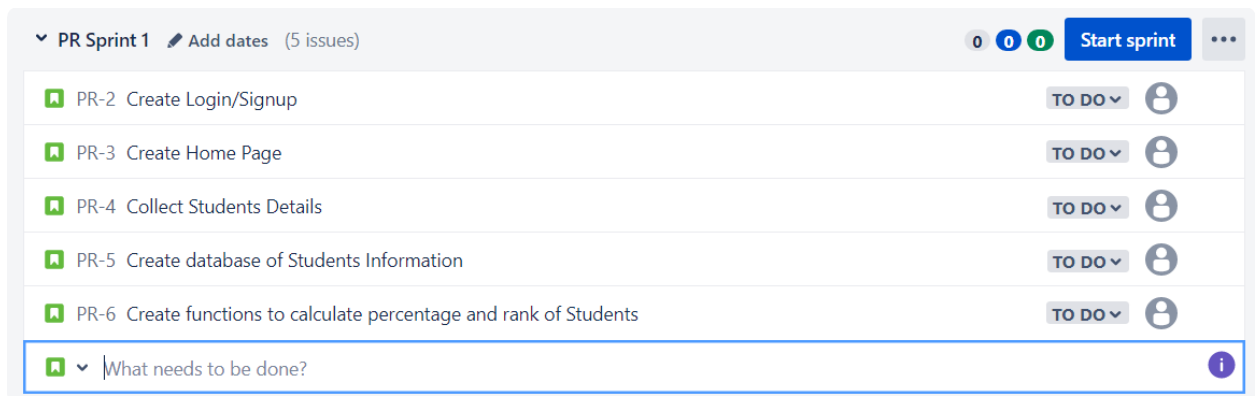 PR Sprint 1 Add dates (5 issues) 0 0 0 Start sprint
PR-2 Create Login/Signup TO DO
PR-3 Create Home Page TO DO
PR-4 Collect Students Details TO DO
PR-5 Create database of Students Information TO DO
PR-6 Create functions to calculate percentage and rank of Students TO DO
What needs to be done? i